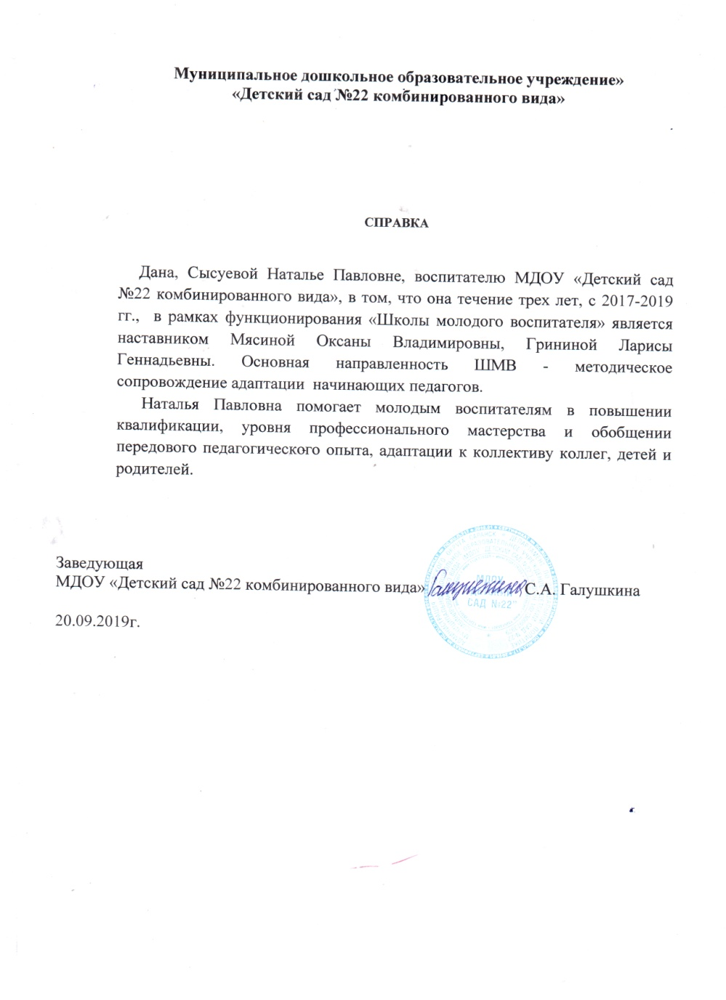 Муниципальное дошкольное образовательное учреждение»
«Детский сад №22 комбинированного вида»
СПРАВКА
Дана, Сысуевой Наталье Павловне, воспитателю МДОУ «Детский сад
№22 комбинированного вида», в том, что она течение трех лет, с 2017-2019
гг., в рамках функционирования «Школы молодого воспитателя» является
наставником Мясиной Оксаны Владимировны, Грининой Ларисы
Геннадьевны. Основная направленность ШМВ - методическое
сопровождение адаптации начинающих педагогов.
Наталья Павловна помогает молодым воспитателям в повышении
квалификации, уровня профессионального мастерства и обобщении
передового педагогического опыта, адаптации к коллективу коллег, детей и
родителей.
Заведующая
МДОУ «Детский сад №22 комбинированного вида» Галушкина С.А. Галушкина
МДОУ
САД №22"
20.09.2019г.